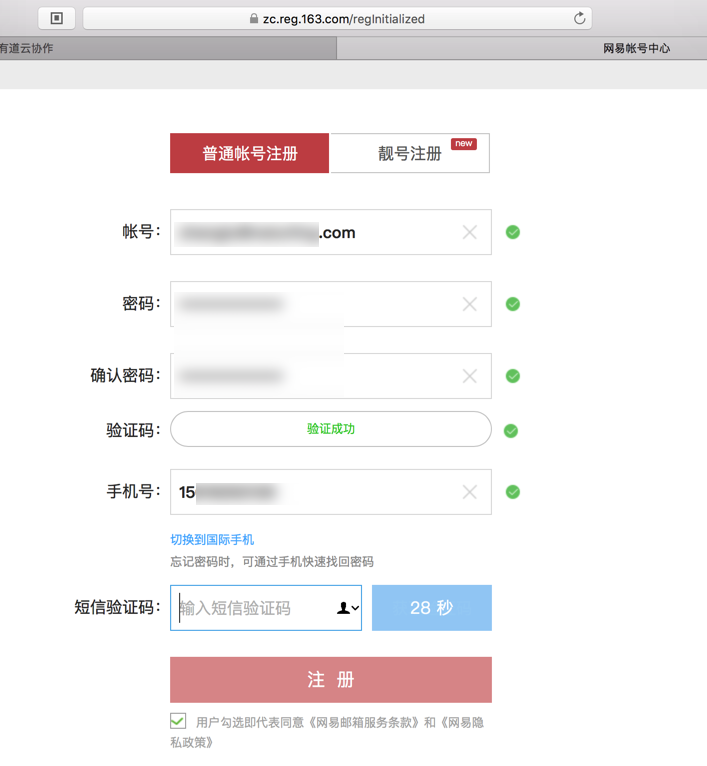 zc.reg.163.com/regInitialized
有道云协作
网易帐号中心
普通帐号注册
靓号注册
new
帐号：
.com
密码：
确认密码：
验证码：
验证成功
手机号：
15
切换到国际手机
忘记密码时，可通过手机快速找回密码
短信验证码：
输入短信验证码
28 秒
注 册
用户勾选即代表同意《网易邮箱服务条款》和《网易隐
私政策》